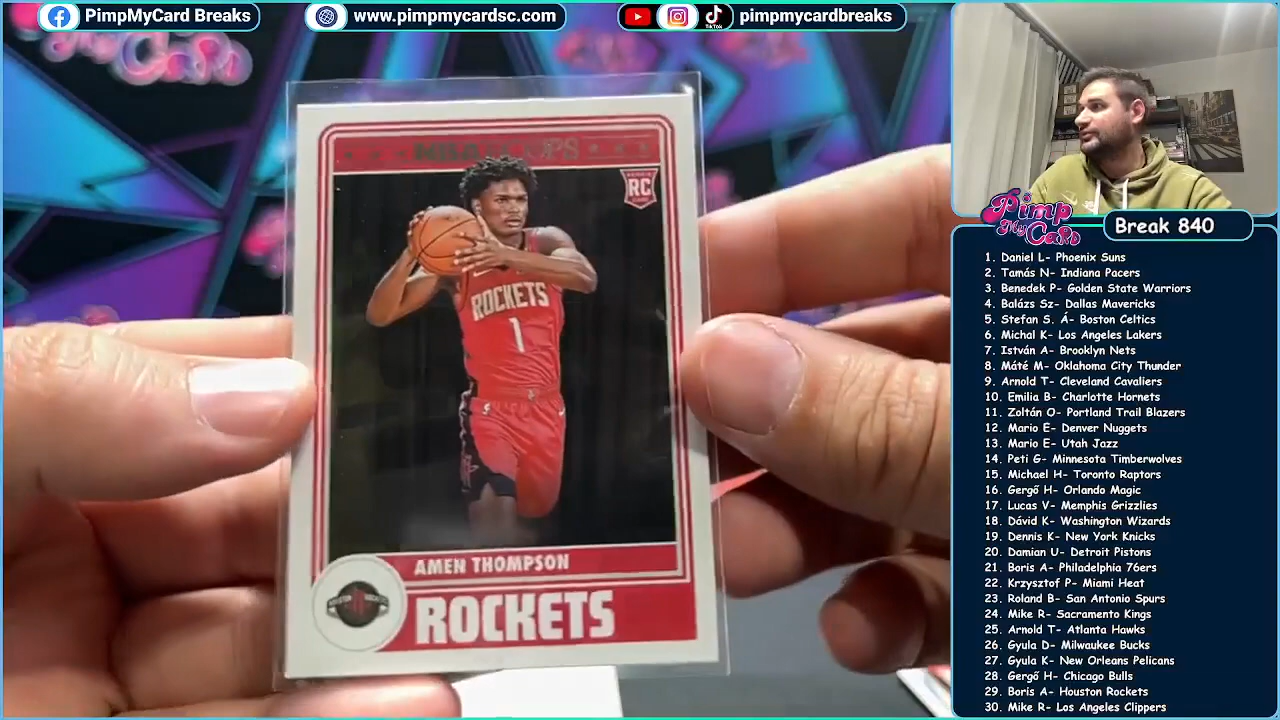 PimpMyCard Breaks
www.pimpmycardsc.com
pimpmycardbreaks
TikTok
NBA HOOPS
RC
ROCKETS
1
AMEN THOMPSON
ROCKETS
Pimp
My Card
Break 840
1. Daniel L- Phoenix Suns
2. Tamás N- Indiana Pacers
3. Benedek P- Golden State Warriors
4. Balázs Sz- Dallas Mavericks
5. Stefan S. Á- Boston Celtics
6. Michal K- Los Angeles Lakers
7. István A- Brooklyn Nets
8. Máté M- Oklahoma City Thunder
9. Arnold T- Cleveland Cavaliers
10. Emilia B- Charlotte Hornets
11. Zoltán O- Portland Trail Blazers
12. Mario E- Denver Nuggets
13. Mario E- Utah Jazz
14. Peti G- Minnesota Timberwolves
15. Michael H- Toronto Raptors
16. Gergő H- Orlando Magic
17. Lucas V- Memphis Grizzlies
18. Dávid K- Washington Wizards
19. Dennis K- New York Knicks
20. Damian U- Detroit Pistons
21. Boris A- Philadelphia 76ers
22. Krzysztof P- Miami Heat
23. Roland B- San Antonio Spurs
24. Mike R- Sacramento Kings
25. Arnold T- Atlanta Hawks
26. Gyula D- Milwaukee Bucks
27. Gyula K- New Orleans Pelicans
28. Gergő H- Chicago Bulls
29. Boris A- Houston Rockets
30. Mike R- Los Angeles Clippers